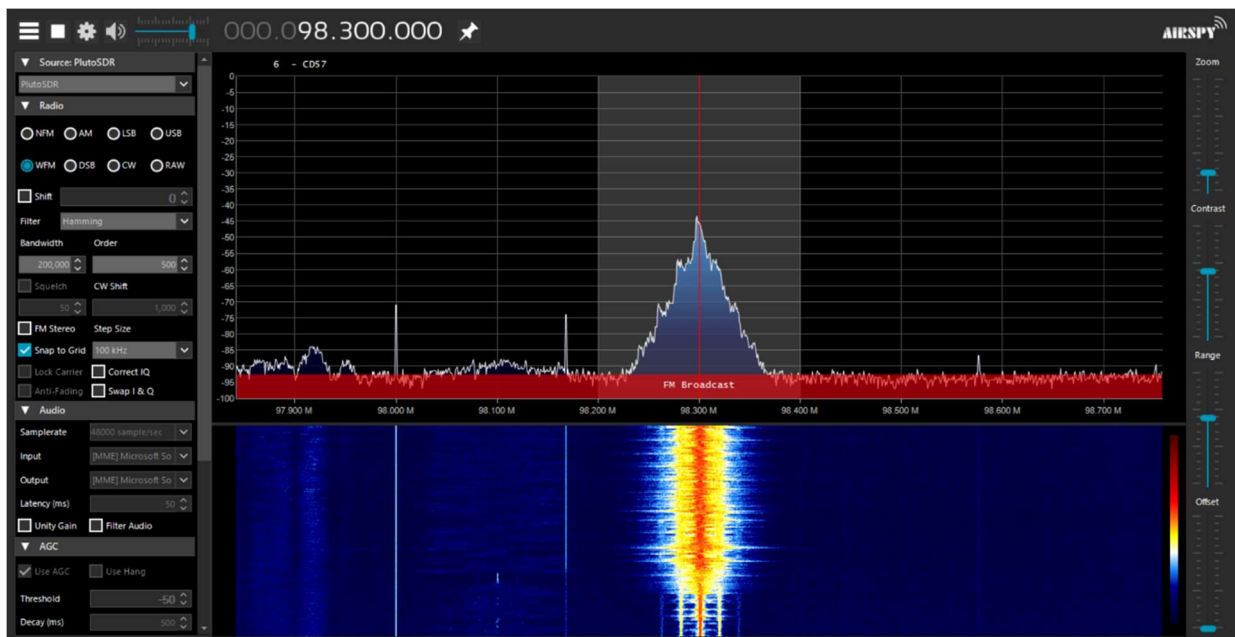 000.098.300.000
AIRSPY
Source: PlutoSDR
PlutoSDR
Radio
NFM AM LSB USB
WFM DSB CW RAW
Shift 0
Filter Hamming
Bandwidth Order
200,000 500
Squelch CW Shift
50 1,000
FM Stereo Step Size
Snap to Grid 100 kHz
Lock Carrier Correct IQ
Anti-Fading Swap I & Q
Audio
Samplerate 48000 sample/sec
Input [MME] Microsoft So
Output [MME] Microsoft So
Latency (ms) 50
Unity Gain Filter Audio
AGC
Use AGC Use Hang
Threshold -50
Decay (ms) 500
6 - CD57
0
-5
-10
-15
-20
-25
-30
-35
-40
-45
-50
-55
-60
-65
-70
-75
-80
-85
-90
-95
-100
FM Broadcast
97.900 M 98.000 M 98.100 M 98.200 M 98.300 M 98.400 M 98.500 M 98.600 M 98.700 M
Zoom
Contrast
Range
Offset